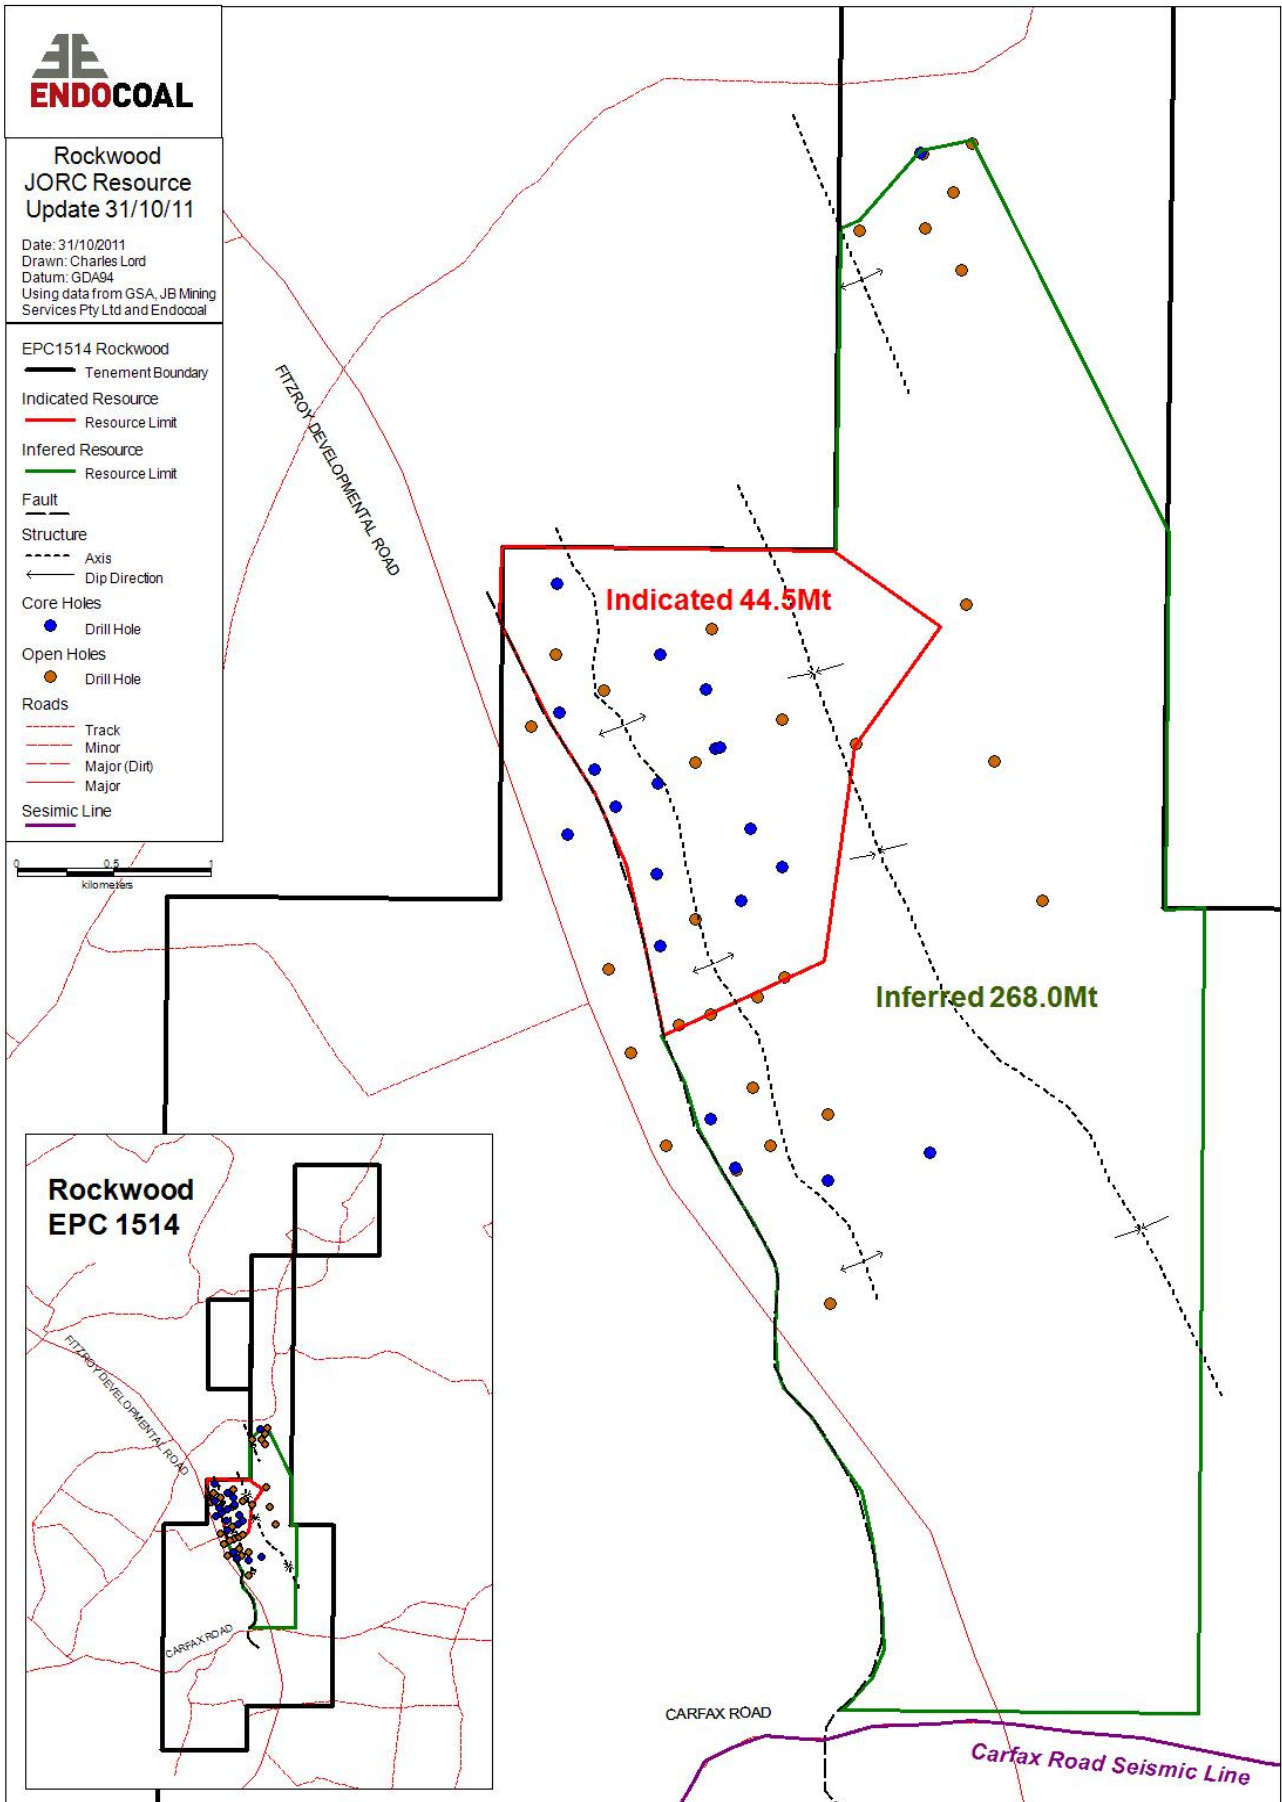 ENDOCOAL
Rockwood
JORC Resource
Update 31/10/11
Date: 31/10/2011
Drawn: Charles Lord
Datum: GDA94
Using data from GSA, JB Mining
Services Pty Ltd and Endocoal
EPC1514 Rockwood
Tenement Boundary
Indicated Resource
Resource Limit
Infered Resource
Resource Limit
Fault
Structure
Axis
Dip Direction
Core Holes
Drill Hole
Open Holes
Drill Hole
Roads
Track
Minor
Major (Dirt)
Major
Sesimic Line
0 0.5 1
kilometers
FITZROY DEVELOPMENTAL ROAD
Indicated 44.5Mt
Inferred 268.0Mt
CARFAX ROAD
Carfax Road Seismic Line
Rockwood
EPC 1514
FITZROY DEVELOPMENTAL ROAD
CARFAX ROAD